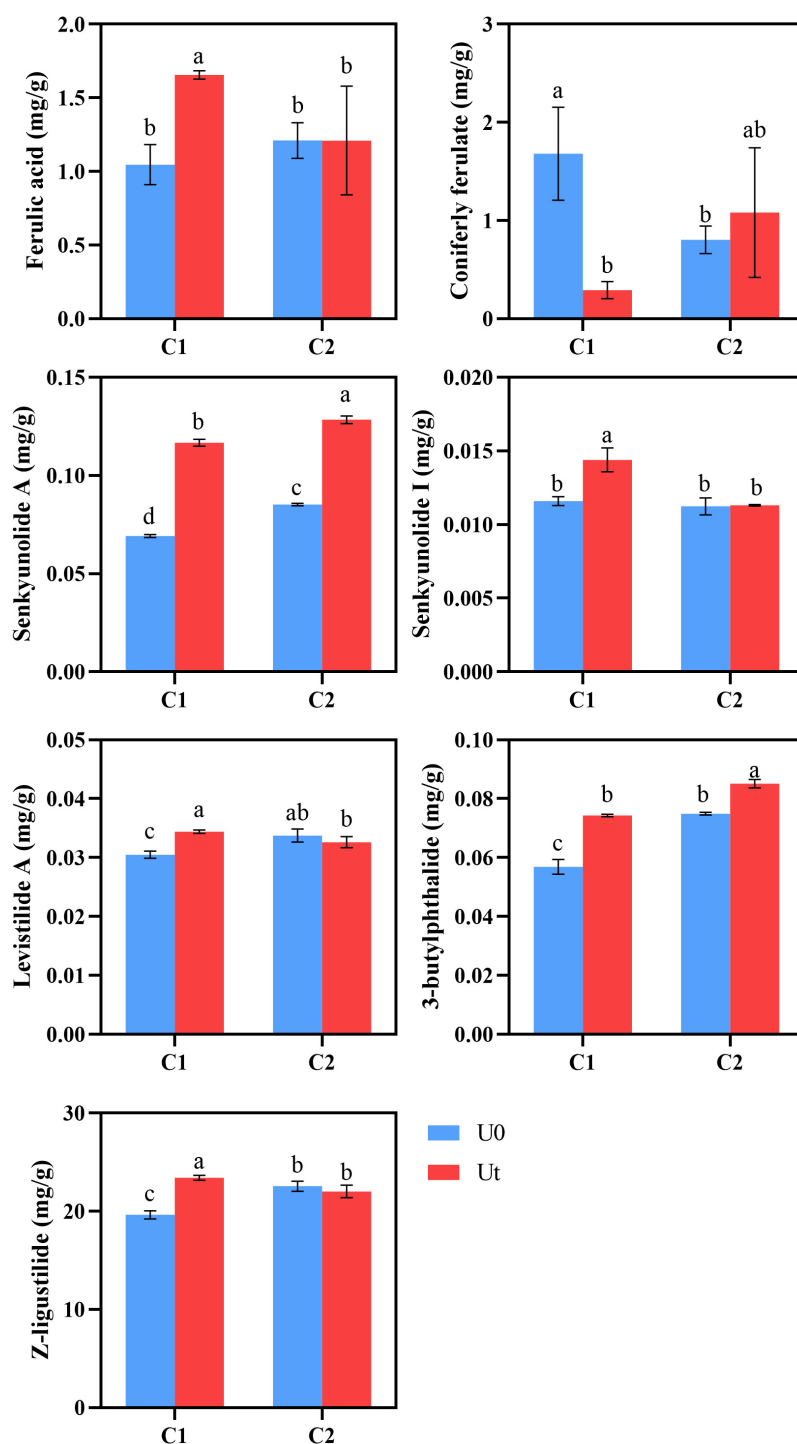 Ferulic acid (mg/g)
2.0
1.5
1.0
0.5
0.0
b
a
b
b
C1
C2
Coniferly ferulate (mg/g)
3
2
1
0
a
b
b
ab
C1
C2
Senkyunolide A (mg/g)
0.15
0.10
0.05
0.00
d
b
c
a
C1
C2
Senkyunolide I (mg/g)
0.020
0.015
0.010
0.005
0.000
b
a
b
b
C1
C2
Levistilide A (mg/g)
0.05
0.04
0.03
0.02
0.01
0.00
c
a
ab
b
C1
C2
3-butylphthalide (mg/g)
0.10
0.08
0.06
0.04
0.02
0.00
c
b
b
a
C1
C2
Z-ligustilide (mg/g)
30
20
10
0
c
a
b
b
C1
C2
U0
Ut